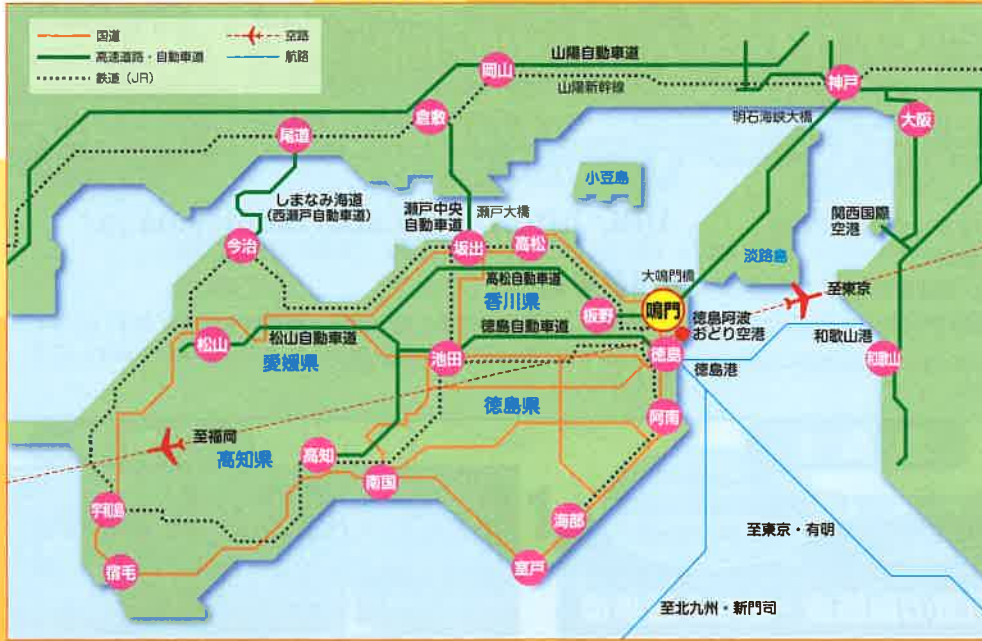 国道
空路
高速道路・自動車道
航路
鉄道（JR）
山陽自動車道
岡山
山陽新幹線
神戸
倉敷
明石海峡大橋
大阪
尾道
小豆島
しまなみ海道
（西瀬戸自動車道）
瀬戸中央
自動車道
瀬戸大橋
関西国際
空港
今治
坂出
高松
淡路島
高松自動車道
大鳴門橋
至東京
香川県
板野
鳴門
徳島阿波
おどり空港
松山
松山自動車道
徳島自動車道
和歌山港
愛媛県
池田
徳島
徳島港
和歌山
徳島県
阿南
至福岡
高知県
高知
南国
宇和島
海部
至東京・有明
宿毛
室戸
至北九州・新門司